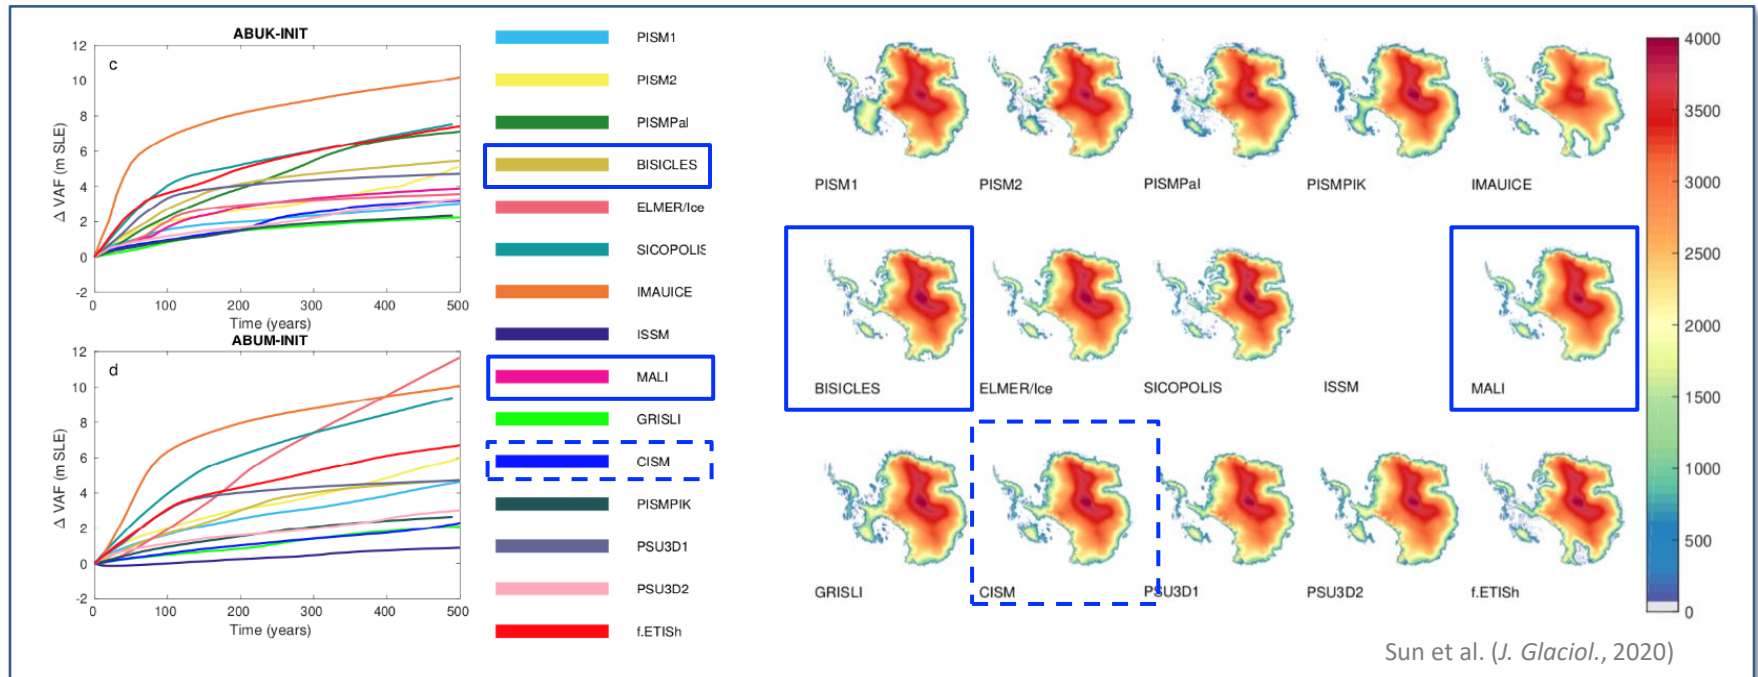 ABUK-INIT
c
12
10
8
6
4
2
0
-2
Δ VAF (m SLE)
0 100 200 300 400 500
Time (years)
ABUM-INIT
d
12
10
8
6
4
2
0
-2
Δ VAF (m SLE)
0 100 200 300 400 500
Time (years)
PISM1
PISM2
PISMPal
BISICLES
ELMER/Ice
SICOPOLIS
IMAUICE
ISSM
MALI
GRISLI
CISM
PISMPIK
PSU3D1
PSU3D2
f.ETISh
PISM1 PISM2 PISMPal PISMPIK IMAUICE
BISICLES ELMER/Ice SICOPOLIS ISSM MALI
GRISLI CISM PSU3D1 PSU3D2 f.ETISh
4000
3500
3000
2500
2000
1500
1000
500
0
Sun et al. (J. Glaciol., 2020)